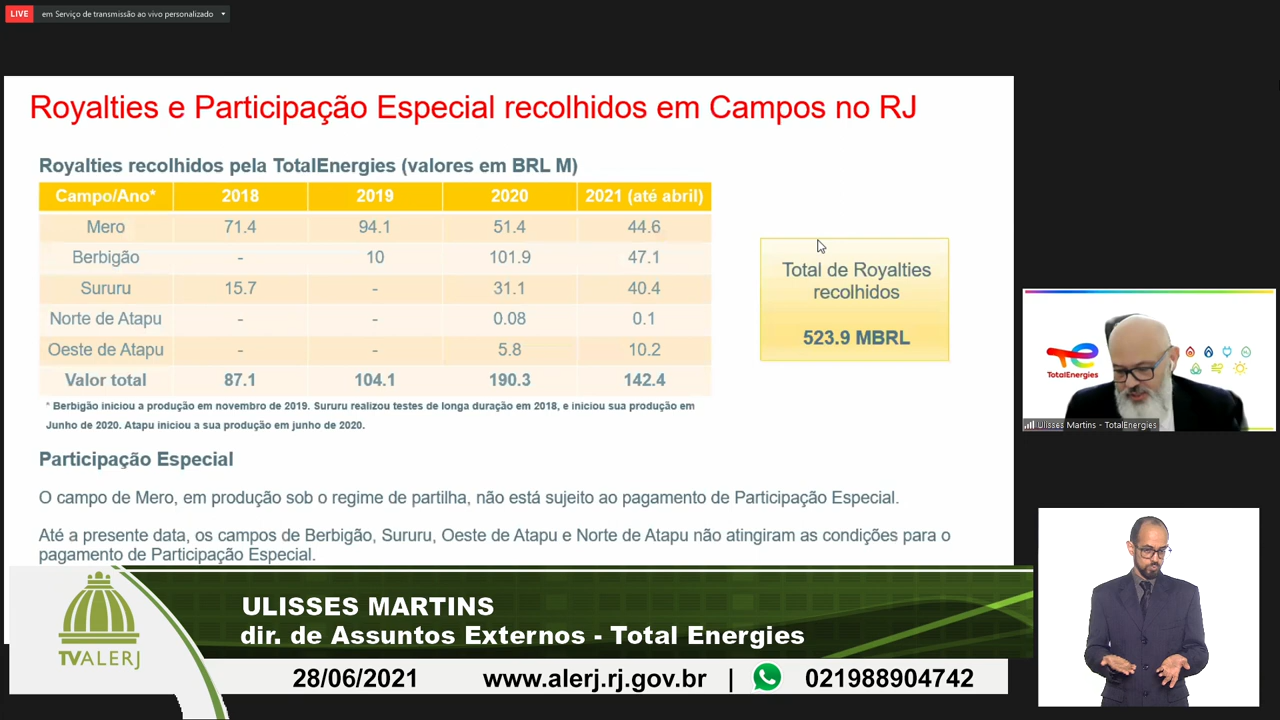 LIVE em Serviço de transmissão ao vivo personalizado
Royalties e Participação Especial recolhidos em Campos no RJ
Royalties recolhidos pela TotalEnergies (valores em BRL M)
Campo/Ano* 2018 2019 2020 2021 (até abril)
Mero 71.4 94.1 51.4 44.6
Berbigão - 10 101.9 47.1
Sururu 15.7 - 31.1 40.4
Norte de Atapu - - 0.08 0.1
Oeste de Atapu - - 5.8 10.2
Valor total 87.1 104.1 190.3 142.4
* Berbigão iniciou a produção em novembro de 2019. Sururu realizou testes de longa duração em 2018, e iniciou sua produção em
Junho de 2020. Atapu iniciou a sua produção em junho de 2020.
Total de Royalties
recolhidos
523.9 MBRL
Participação Especial
O campo de Mero, em produção sob o regime de partilha, não está sujeito ao pagamento de Participação Especial.
Até a presente data, os campos de Berbigão, Sururu, Oeste de Atapu e Norte de Atapu não atingiram as condições para o
pagamento de Participação Especial.
TotalEnergies
Ulisses Martins - TotalEnergies
ULISSES MARTINS
dir. de Assuntos Externos - Total Energies
TVALERJ
28/06/2021 www.alerj.rj.gov.br | 021988904742